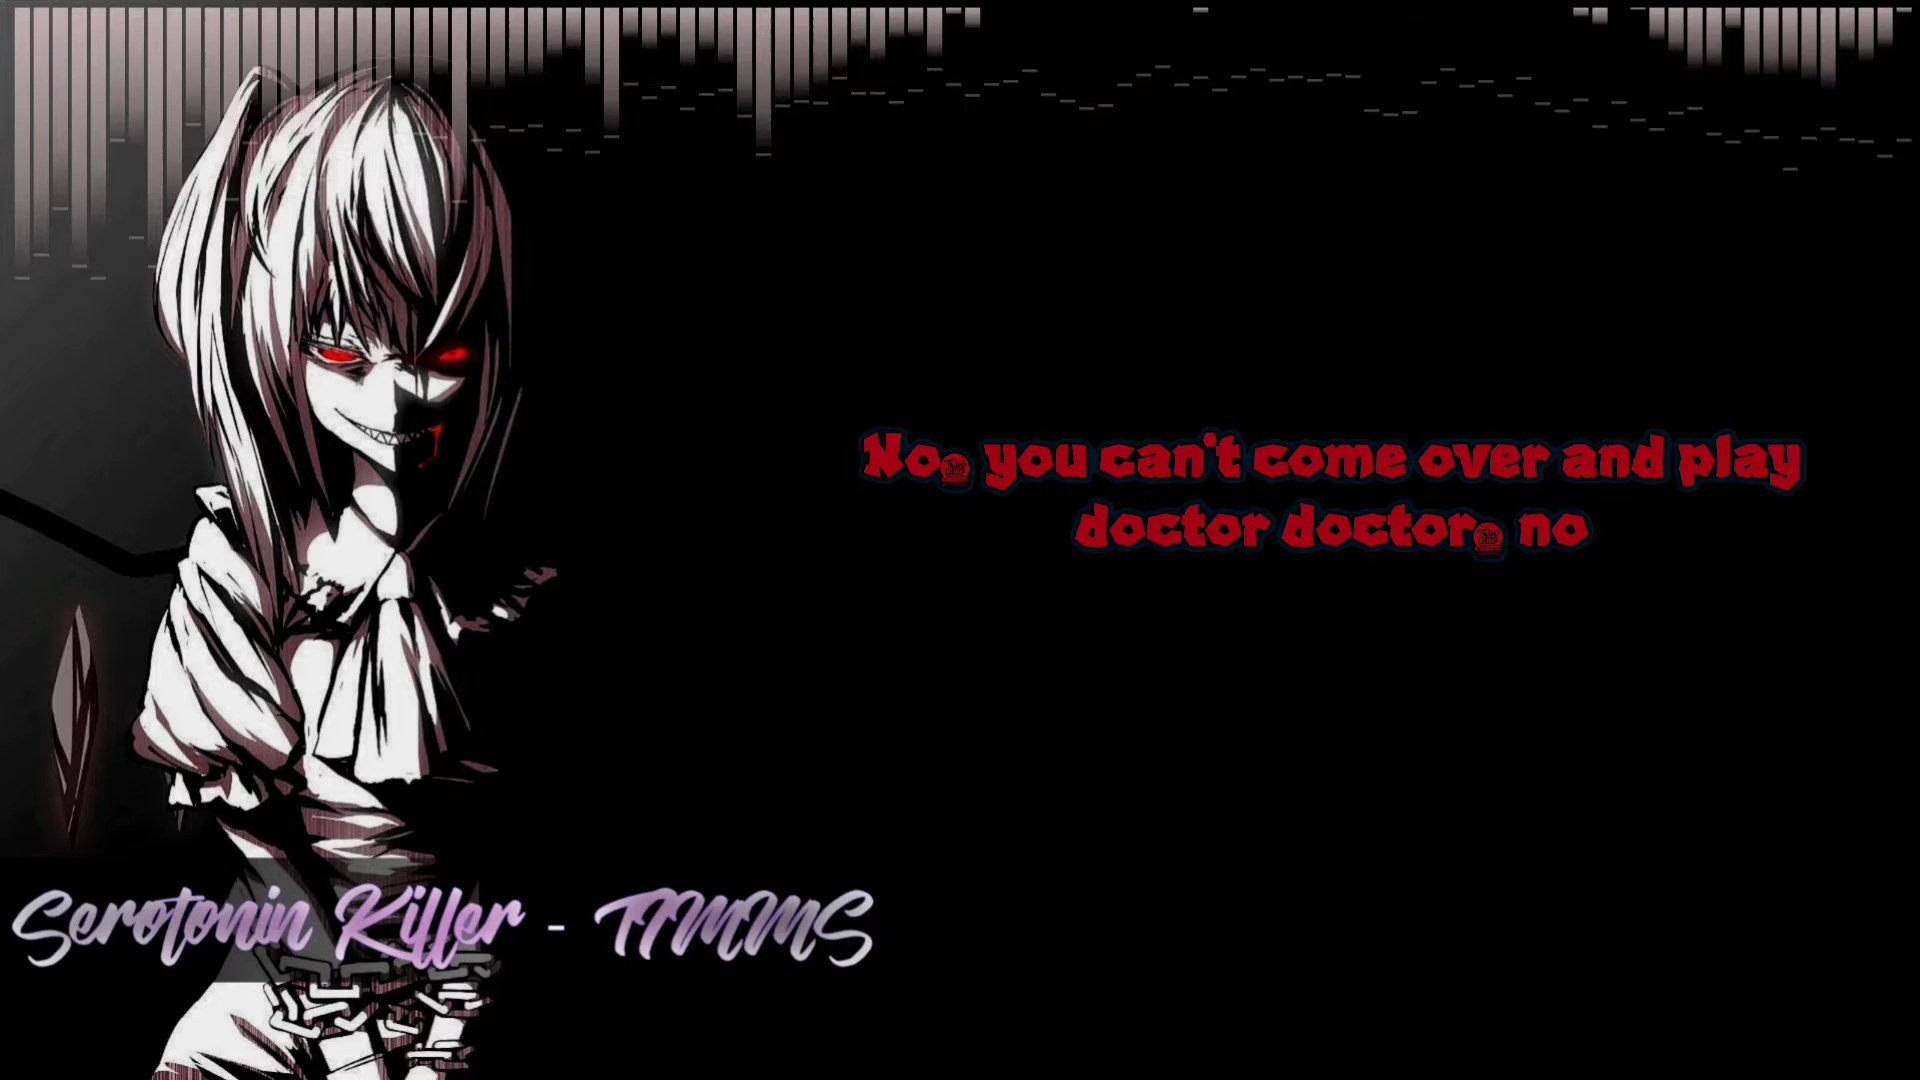 No, you can't come over and play
doctor doctor, no
Serotonin Killer - TIMMS